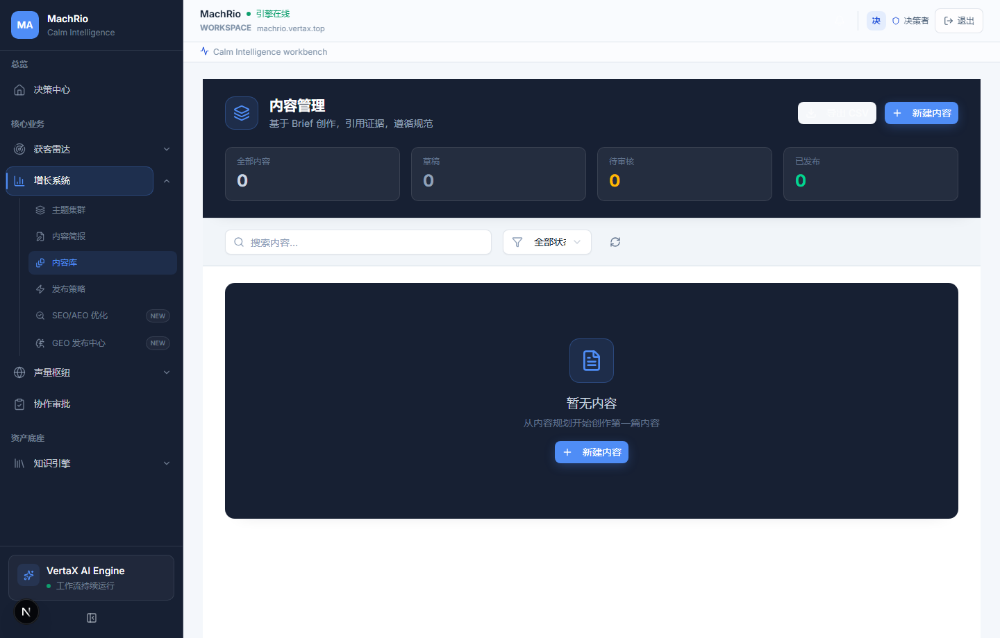 MA
MachRio
Calm Intelligence
总览
决策中心
核心业务
获客雷达
增长系统
主题集群
内容简报
内容库
发布策略
SEO/AEO 优化
NEW
GEO 发布中心
NEW
声量枢纽
协作审批
资产底座
知识引擎
VertaX AI Engine
工作流持续运行
N
MachRio
引擎在线
WORKSPACE
machrio.vertax.top
决
决策者
退出
Calm Intelligence workbench
内容管理
基于 Brief 创作，引用证据，遵循规范
导出 CSV
新建内容
全部内容
0
草稿
0
待审核
0
已发布
0
搜索内容...
全部状
暂无内容
从内容规划开始创作第一篇内容
新建内容